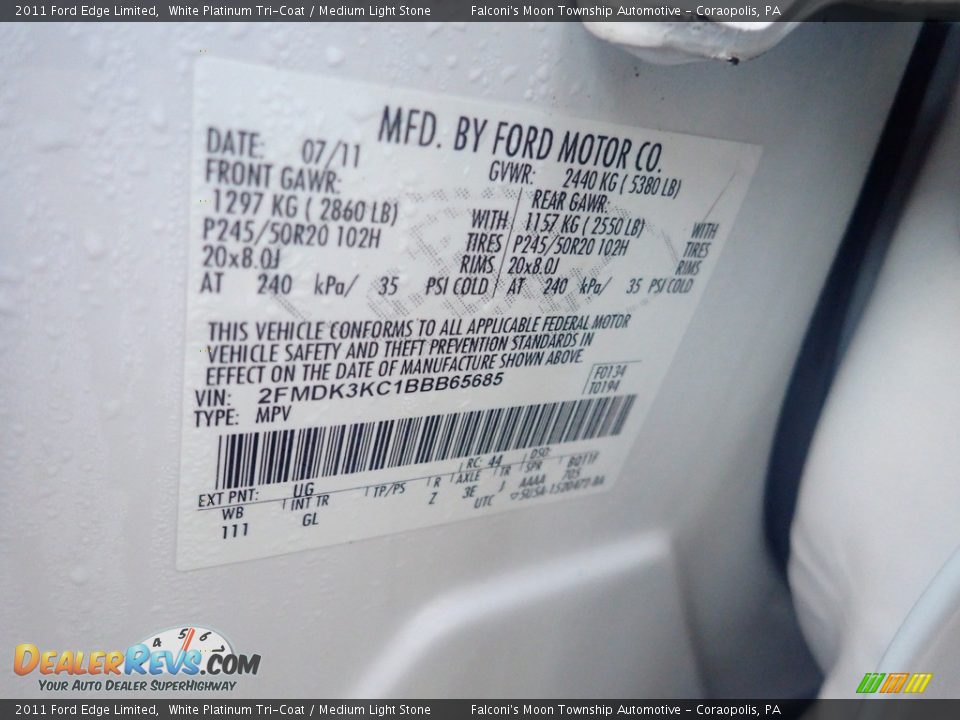 2011 Ford Edge Limited, White Platinum Tri-Coat / Medium Light Stone Falconi's Moon Township Automotive - Coraopolis, PA
MFD. BY FORD MOTOR CO.
DATE: 07/11 GVWR: 2440 KG ( 5380 LB)
FRONT GAWR: REAR GAWR:
1297 KG ( 2860 LB) WITH 1157 KG ( 2550 LB) WITH
P245/50R20 102H TIRES P245/50R20 102H TIRES
20x8.0J RIMS 20x8.0J RIMS
AT 240 kPa/ 35 PSI COLD AT 240 kPa/ 35 PSI COLD
THIS VEHICLE CONFORMS TO ALL APPLICABLE FEDERAL MOTOR
VEHICLE SAFETY AND THEFT PREVENTION STANDARDS IN
EFFECT ON THE DATE OF MANUFACTURE SHOWN ABOVE.
VIN: 2FMDK3KC1BBB65685 F0134
TYPE: MPV T0194
EXT PNT: UG RC: 44 DSO:
WB INT TR TP/PS R AXLE TR SPR
111 GL Z 3E J AAAA 705
UTC
DealerRevs.com
4 5 6
Your Auto Dealer SuperHighway
2011 Ford Edge Limited, White Platinum Tri-Coat / Medium Light Stone Falconi's Moon Township Automotive - Coraopolis, PA